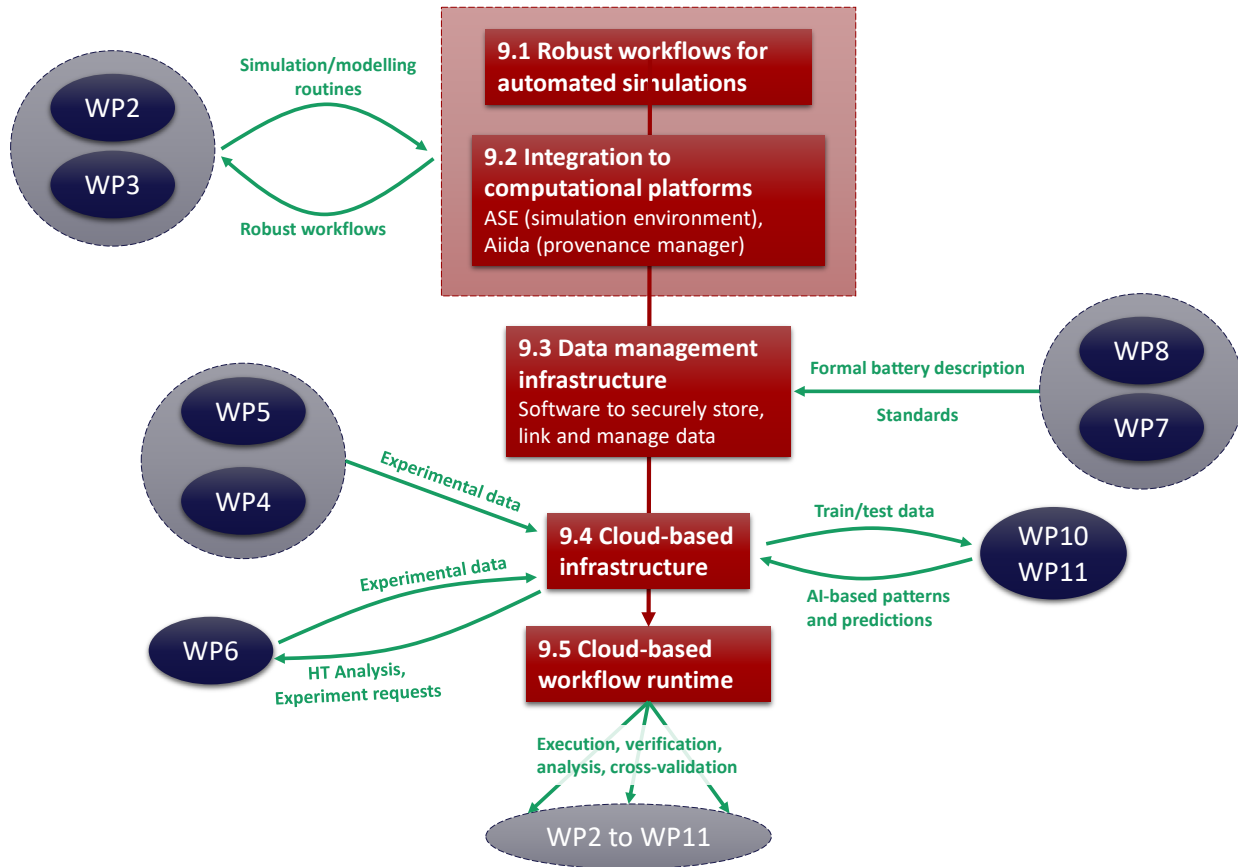 9.1 Robust workflows for
automated simulations
Simulation/modelling
routines
WP2
WP3
Robust workflows
9.2 Integration to
computational platforms
ASE (simulation environment),
Aiida (provenance manager)
9.3 Data management
infrastructure
Software to securely store,
link and manage data
Formal battery description
Standards
WP8
WP7
WP5
WP4
Experimental data
9.4 Cloud-based
infrastructure
Train/test data
WP10
WP11
AI-based patterns
and predictions
Experimental data
WP6
HT Analysis,
Experiment requests
9.5 Cloud-based
workflow runtime
Execution, verification,
analysis, cross-validation
WP2 to WP11